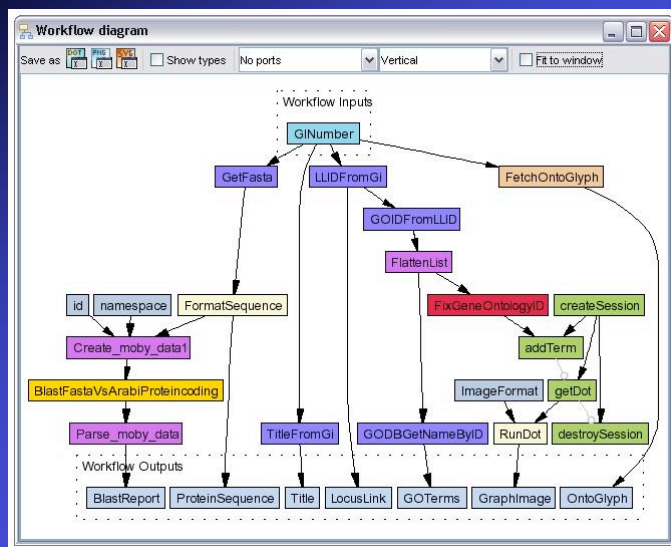 Workflow diagram
Save as DOT PNG SVG Show types No ports Vertical Fit to window
Workflow Inputs
GINumber
GetFasta LLIDFromGi FetchOntoGlyph
GOIDFromLLID
FlattenList
id namespace FormatSequence FixGeneOntologyID createSession
Create_moby_data1 addTerm
BlastFastaVsArabiProteincoding ImageFormat getDot
Parse_moby_data TitleFromGi GODBGetNameByID RunDot destroySession
Workflow Outputs
BlastReport ProteinSequence Title LocusLink GOTerms GraphImage OntoGlyph